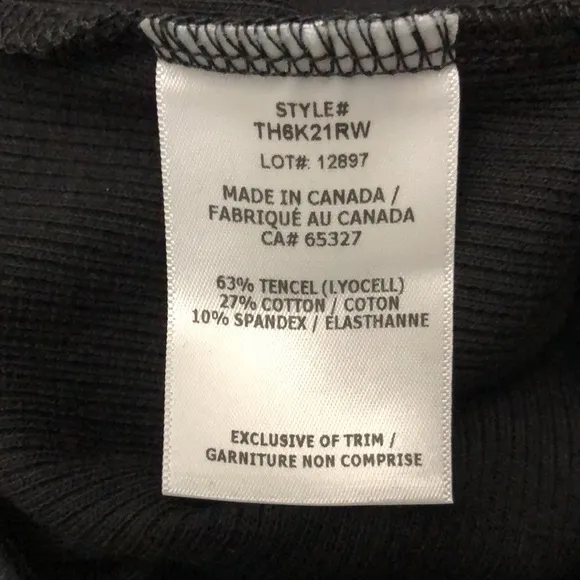 STYLE#
TH6K21RW
LOT#: 12897
MADE IN CANADA /
FABRIQUÉ AU CANADA
CA# 65327
63% TENCEL (LYOCELL)
27% COTTON / COTON
10% SPANDEX / ÉLASTHANNE
EXCLUSIVE OF TRIM /
GARNITURE NON COMPRISE